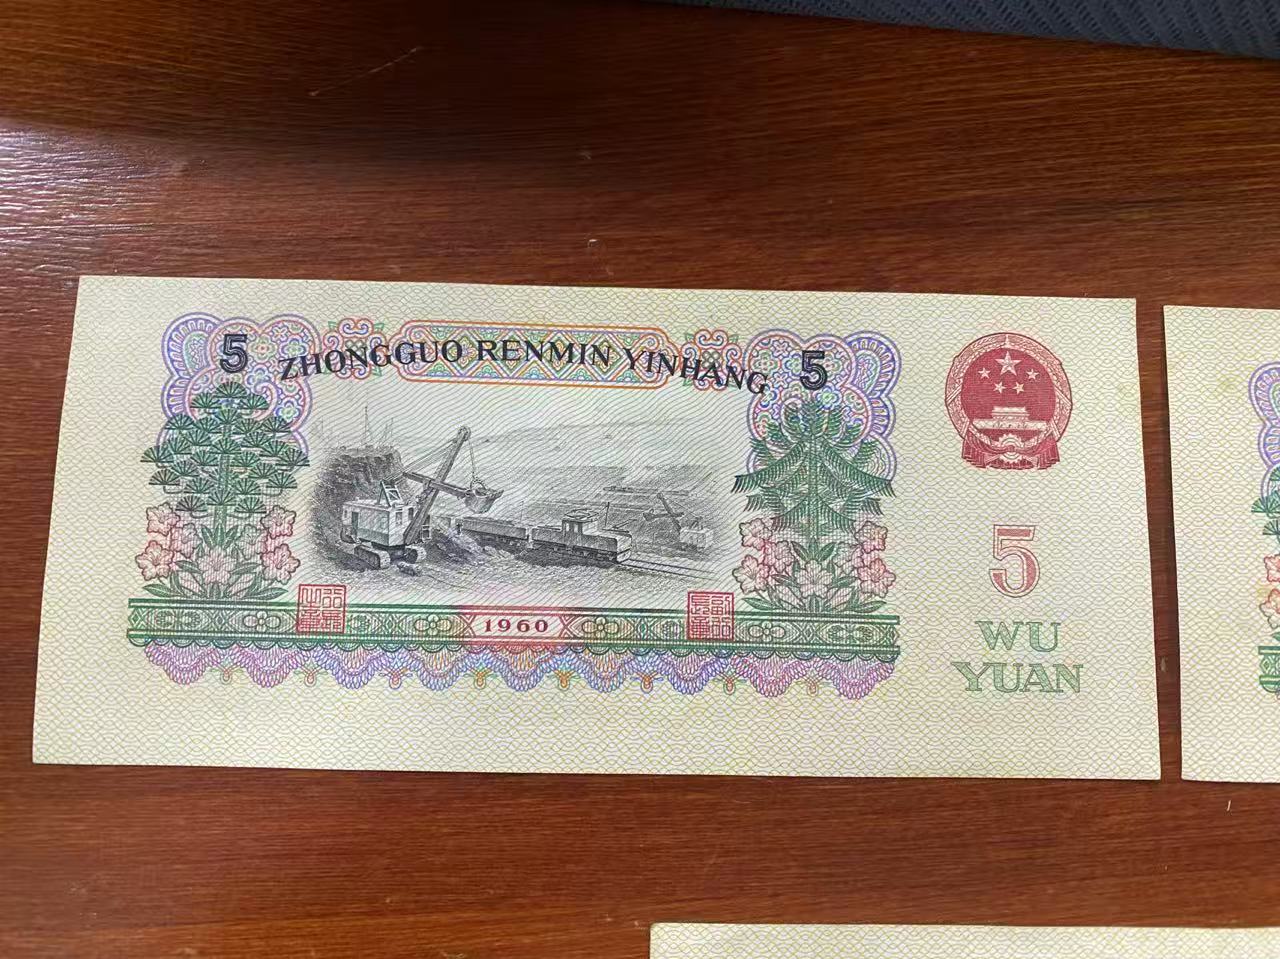 5 ZHONGGUO RENMIN YINHANG 5
1960
5
WU
YUAN